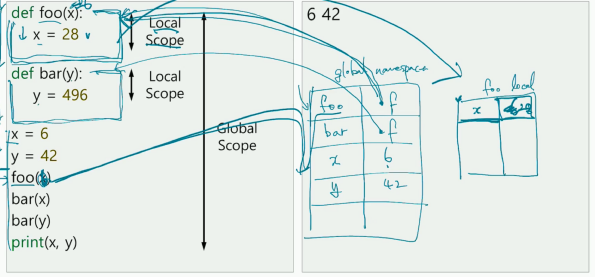 def foo(x):
x = 28
Local
Scope
def bar(y):
y = 496
Local
Scope
x = 6
y = 42
foo(
bar(x)
bar(y)
print(x, y)
Global
Scope
6 42
global namespace
foo f
bar f
x 6
y 42
foo local
x 28